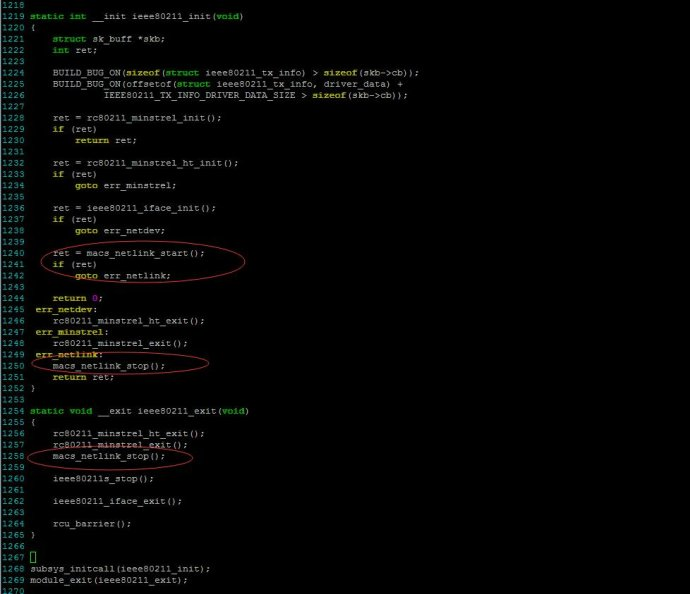 1218
1219 static int __init ieee80211_init(void)
1220 {
1221     struct sk_buff *skb;
1222     int ret;
1223
1224     BUILD_BUG_ON(sizeof(struct ieee80211_tx_info) > sizeof(skb->cb));
1225     BUILD_BUG_ON(offsetof(struct ieee80211_tx_info, driver_data) +
1226             IEEE80211_TX_INFO_DRIVER_DATA_SIZE > sizeof(skb->cb));
1227
1228     ret = rc80211_minstrel_init();
1229     if (ret)
1230         return ret;
1231
1232     ret = rc80211_minstrel_ht_init();
1233     if (ret)
1234         goto err_minstrel;
1235
1236     ret = ieee80211_iface_init();
1237     if (ret)
1238         goto err_netdev;
1239
1240     ret = macs_netlink_start();
1241     if (ret)
1242         goto err_netlink;
1243
1244     return 0;
1245  err_netdev:
1246     rc80211_minstrel_ht_exit();
1247  err_minstrel:
1248     rc80211_minstrel_exit();
1249  err_netlink:
1250     macs_netlink_stop();
1251     return ret;
1252 }
1253
1254 static void __exit ieee80211_exit(void)
1255 {
1256     rc80211_minstrel_ht_exit();
1257     rc80211_minstrel_exit();
1258     macs_netlink_stop();
1259
1260     ieee80211s_stop();
1261
1262     ieee80211_iface_exit();
1263
1264     rcu_barrier();
1265 }
1266
1267
1268 subsys_initcall(ieee80211_init);
1269 module_exit(ieee80211_exit);
1270